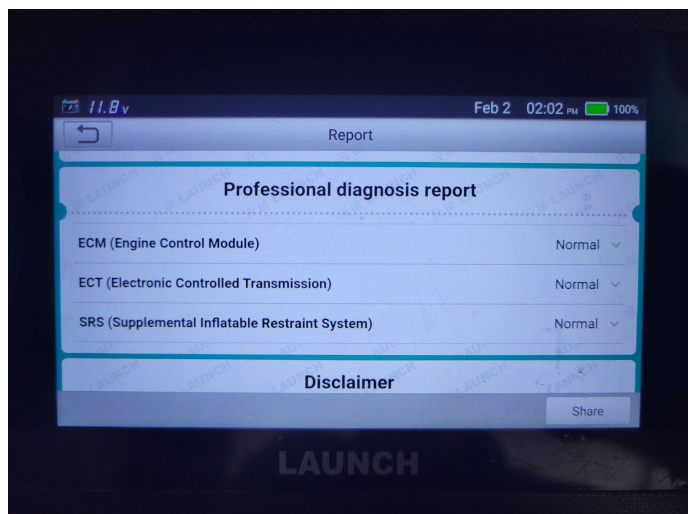 11.8 v Feb 2 02:02 PM 100%
Report
Professional diagnosis report
ECM (Engine Control Module) Normal
ECT (Electronic Controlled Transmission) Normal
SRS (Supplemental Inflatable Restraint System) Normal
Disclaimer
Share
LAUNCH